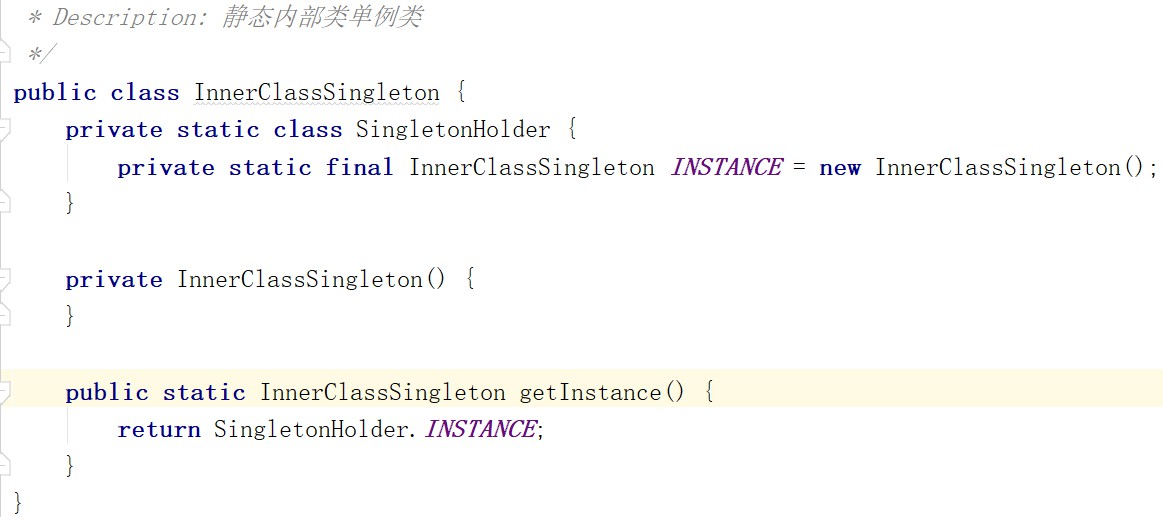 * Description: 静态内部类单例类
*/
public class InnerClassSingleton {
    private static class SingletonHolder {
        private static final InnerClassSingleton INSTANCE = new InnerClassSingleton();
    }

    private InnerClassSingleton() {
    }

    public static InnerClassSingleton getInstance() {
        return SingletonHolder.INSTANCE;
    }
}